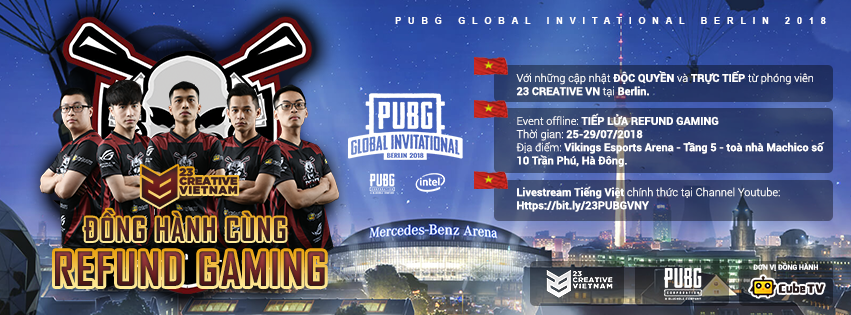 PUBG GLOBAL INVITATIONAL BERLIN 2018
Với những cập nhật ĐỘC QUYỀN và TRỰC TIẾP từ phóng viên
23 CREATIVE VN tại Berlin.
Event offline: TIẾP LỬA REFUND GAMING
Thời gian: 25-29/07/2018
Địa điểm: Vikings Esports Arena - Tầng 5 - toà nhà Machico số
10 Trần Phú, Hà Đông.
Livestream Tiếng Việt chính thức tại Channel Youtube:
Https://bit.ly/23PUBGVNY
PUBG
GLOBAL INVITATIONAL
BERLIN 2018
PUBG
intel
23
CREATIVE
VIETNAM
ĐỒNG HÀNH CÙNG
REFUND GAMING
Mercedes-Benz Arena
23
CREATIVE
VIETNAM
PUBG
CORPORATION
ĐƠN VỊ ĐỒNG HÀNH
CubeTV